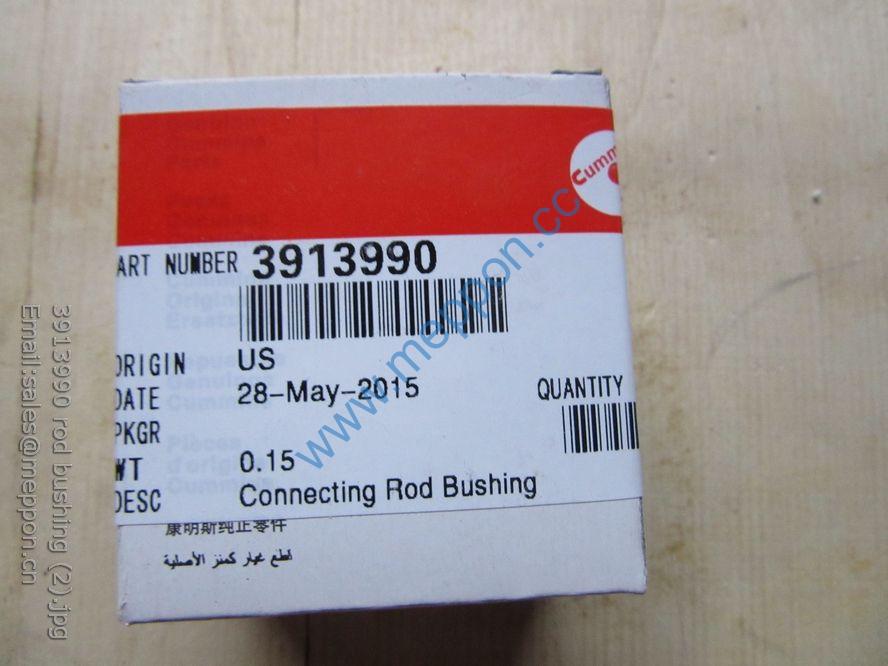 Cumm
ART NUMBER 3913990
ORIGIN US
DATE 28-May-2015
QUANTITY
PKGR
WT 0.15
DESC Connecting Rod Bushing
康明斯纯正零件
قطع غيار كمنز الأصلية
www.meppon.cc
3913990 rod bushing (2).jpg
Email:sales@meppon.cn